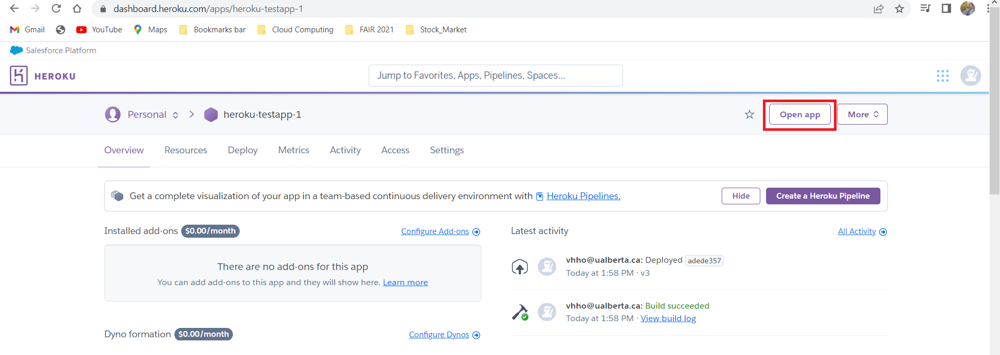 dashboard.heroku.com/apps/heroku-testapp-1
Gmail YouTube Maps Bookmarks bar Cloud Computing FAIR 2021 Stock_Market
Salesforce Platform
HEROKU Jump to Favorites, Apps, Pipelines, Spaces...
Personal heroku-testapp-1 Open app More
Overview Resources Deploy Metrics Activity Access Settings
Get a complete visualization of your app in a team-based continuous delivery environment with Heroku Pipelines. Hide Create a Heroku Pipeline
Installed add-ons $0.00/month Configure Add-ons
There are no add-ons for this app
You can add add-ons to this app and they will show here. Learn more
Dyno formation $0.00/month Configure Dynos
Latest activity All Activity
vhho@ualberta.ca: Deployed adede357
Today at 1:58 PM · v3
vhho@ualberta.ca: Build succeeded
Today at 1:58 PM · View build log